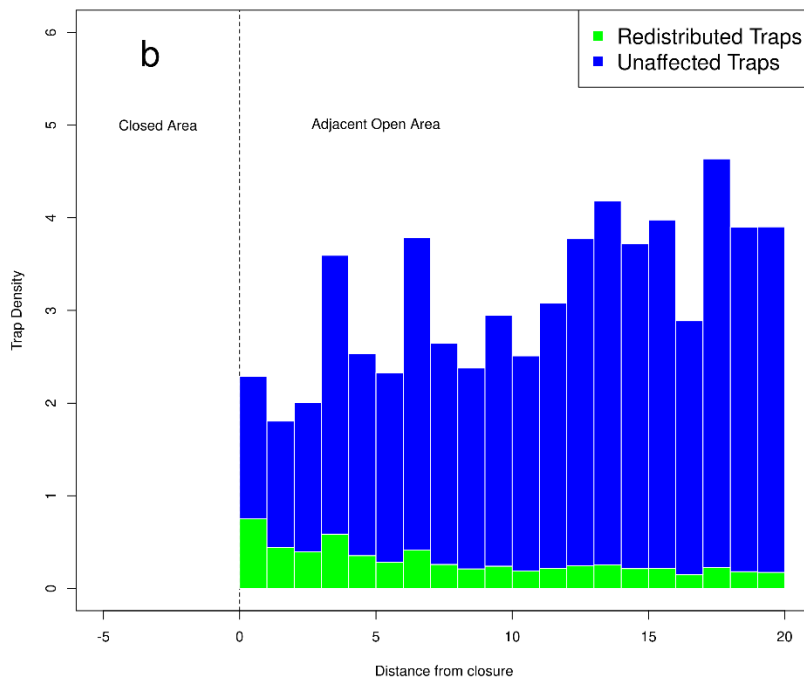 b
Redistributed Traps
Unaffected Traps
Closed Area
Adjacent Open Area
Trap Density
6
5
4
3
2
1
0
-5
0
5
10
15
20
Distance from closure